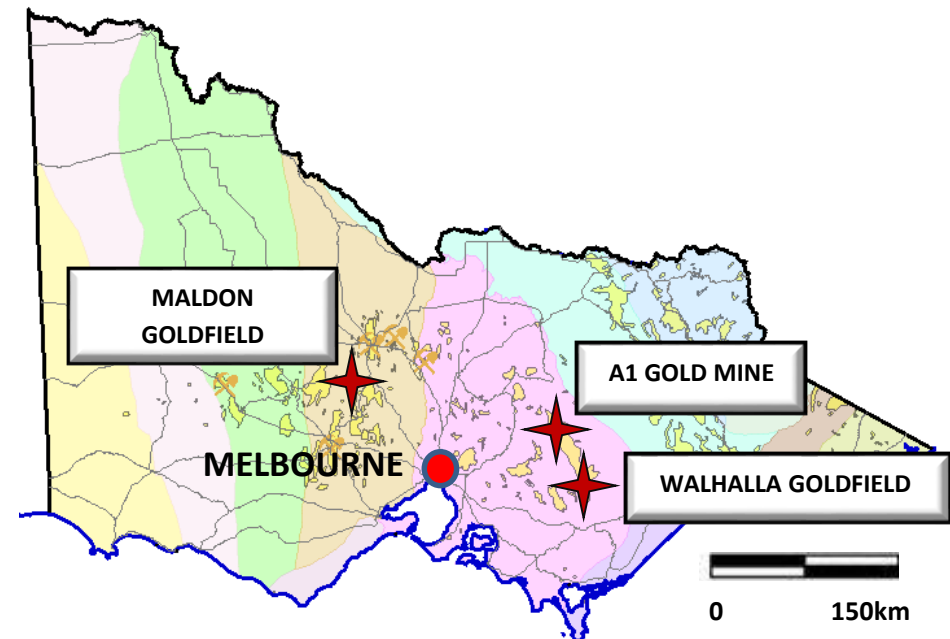 MALDON
GOLDFIELD
A1 GOLD MINE
MELBOURNE
WALHALLA GOLDFIELD
0 150km